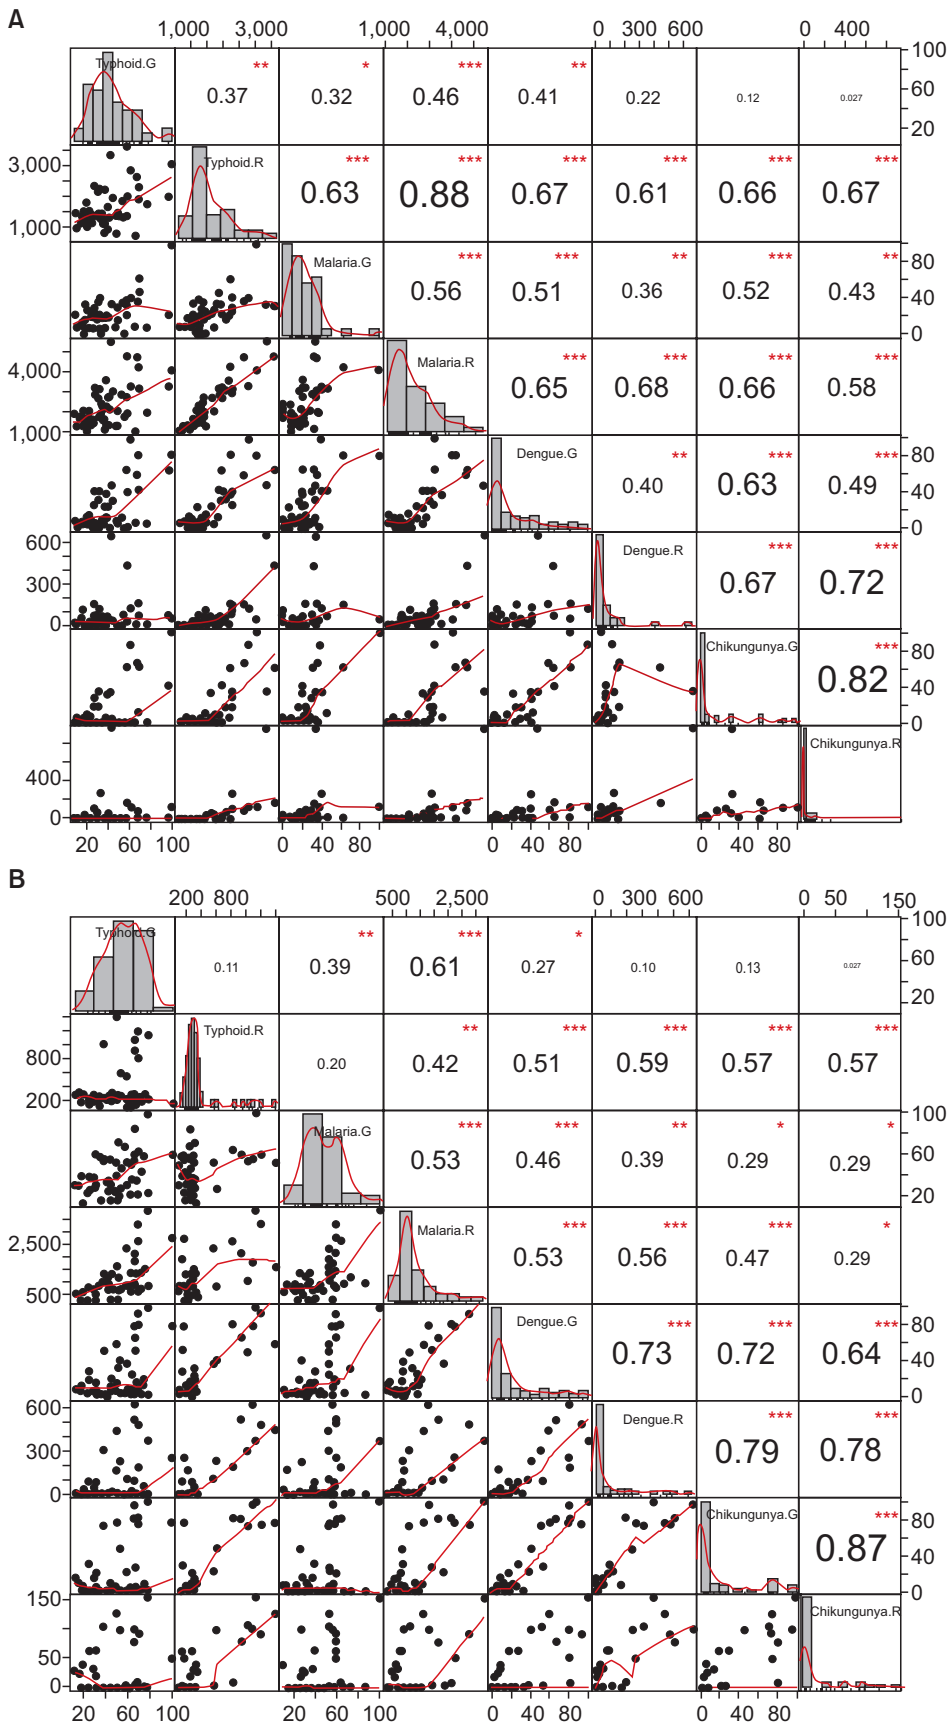 A
1,000 3,000 1,000 4,000 0 300 600 0 400
Typhoid.G ** * *** ** 100
0.37 0.32 0.46 0.41 0.22 0.12 0.027 60
20
3,000 Typhoid.R *** *** *** *** *** ***
0.63 0.88 0.67 0.61 0.66 0.67
1,000
Malaria.G *** *** ** *** ** 80
0.56 0.51 0.36 0.52 0.43 40
0
4,000 Malaria.R *** *** *** ***
0.65 0.68 0.66 0.58
1,000
Dengue.G ** *** *** 80
0.40 0.63 0.49 40
0
600 Dengue.R *** ***
300 0.67 0.72
0
Chikungunya.G *** 80
0.82 40
0
Chikungunya.R
400
0
20 60 100 0 40 80 0 40 80 0 40 80
B
200 800 500 2,500 0 300 600 0 50 150
Typhoid.G ** *** * 100
0.11 0.39 0.61 0.27 0.10 0.13 0.027 60
20
Typhoid.R ** *** *** *** ***
800 0.20 0.42 0.51 0.59 0.57 0.57
200
Malaria.G *** *** ** * * 100
0.53 0.46 0.39 0.29 0.29 60
20
Malaria.R *** *** *** *
2,500 0.53 0.56 0.47 0.29
500
Dengue.G *** *** *** 80
0.73 0.72 0.64 40
0
600 Dengue.R *** ***
300 0.79 0.78
0
Chikungunya.G *** 80
0.87 40
0
150 Chikungunya.R
50
0
20 60 100 20 60 100 0 40 80 0 40 80